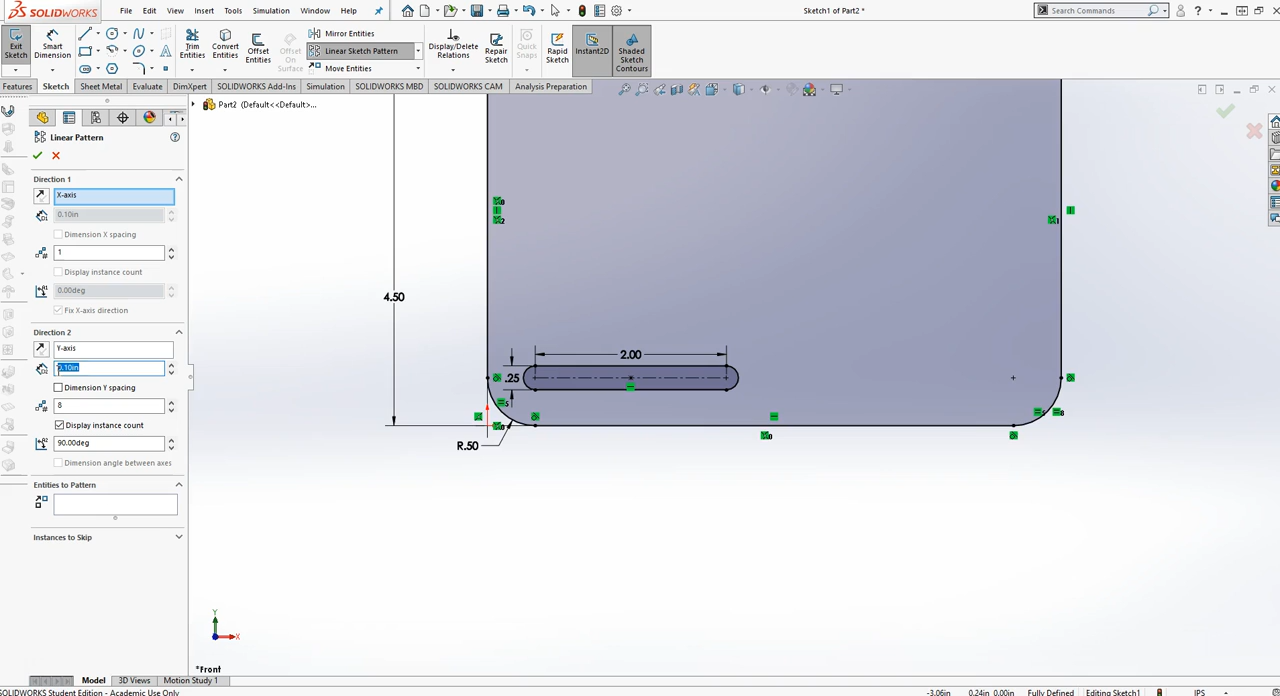 SOLIDWORKS File Edit View Insert Tools Simulation Window Help Sketch1 of Part2 * Search Commands
Exit Sketch
Smart Dimension
Trim Entities
Convert Entities
Offset Entities
Offset On Surface
Mirror Entities
Linear Sketch Pattern
Move Entities
Display/Delete Relations
Repair Sketch
Quick Snaps
Rapid Sketch
Instant2D
Shaded Sketch Contours
Features Sketch Sheet Metal Evaluate DimXpert SOLIDWORKS Add-Ins Simulation SOLIDWORKS MBD SOLIDWORKS CAM Analysis Preparation
Part2 (Default<<Default>...
Linear Pattern
Direction 1
X-axis
0.10in
Dimension X spacing
1
Display instance count
0.00deg
Fix X-axis direction
Direction 2
Y-axis
0.10in
Dimension Y spacing
8
Display instance count
90.00deg
Dimension angle between axes
Entities to Pattern
Instances to Skip
4.50
2.00
.25
R.50
Y
X
*Front
Model 3D Views Motion Study 1
SOLIDWORKS Student Edition - Academic Use Only -3.06in 0.24in 0.00in Fully Defined Editing Sketch1 IPS